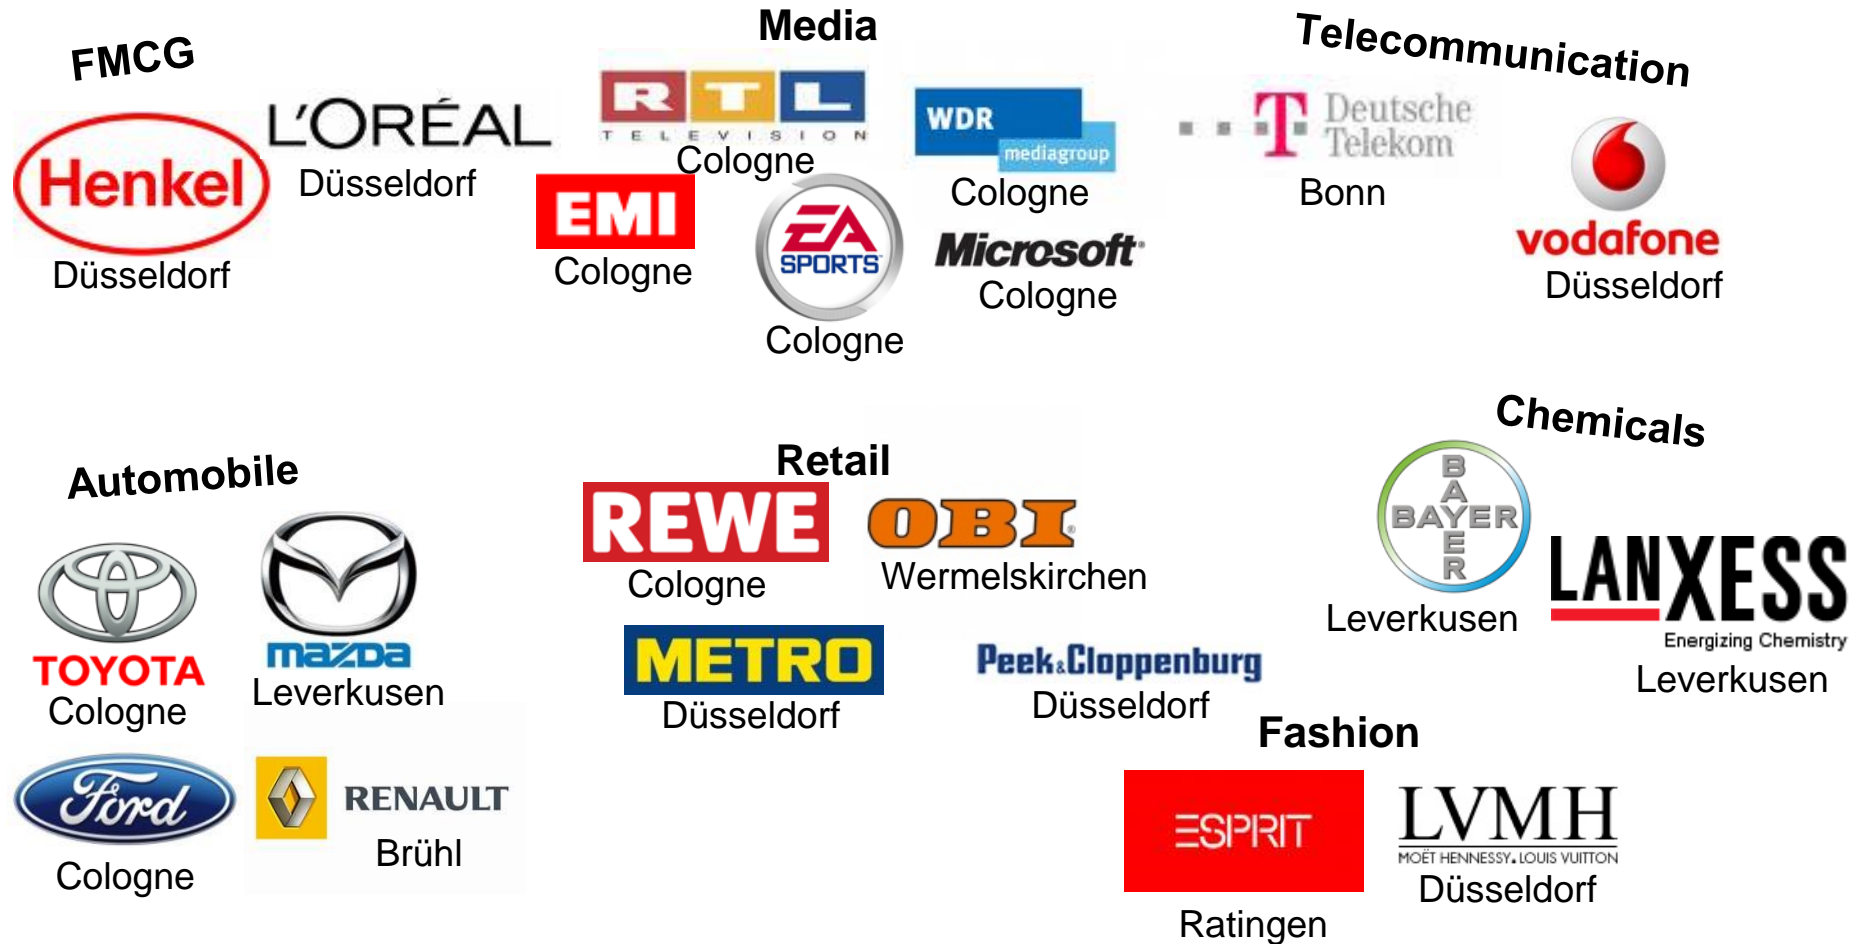 FMCG
Henkel
Düsseldorf
L'ORÉAL
Düsseldorf
Media
RTL
TELEVISION
Cologne
WDR
mediagroup
Cologne
EMI
Cologne
EA
SPORTS
Cologne
Microsoft
Cologne
Telecommunication
T Deutsche
Telekom
Bonn
vodafone
Düsseldorf
Automobile
TOYOTA
Cologne
mazda
Leverkusen
Ford
Cologne
RENAULT
Brühl
Retail
REWE
Cologne
OBI
Wermelskirchen
METRO
Düsseldorf
Peek&Cloppenburg
Düsseldorf
Chemicals
BAYER
BAYER
Leverkusen
LANXESS
Energizing Chemistry
Leverkusen
Fashion
ESPRIT
Ratingen
LVMH
MOËT HENNESSY. LOUIS VUITTON
Düsseldorf